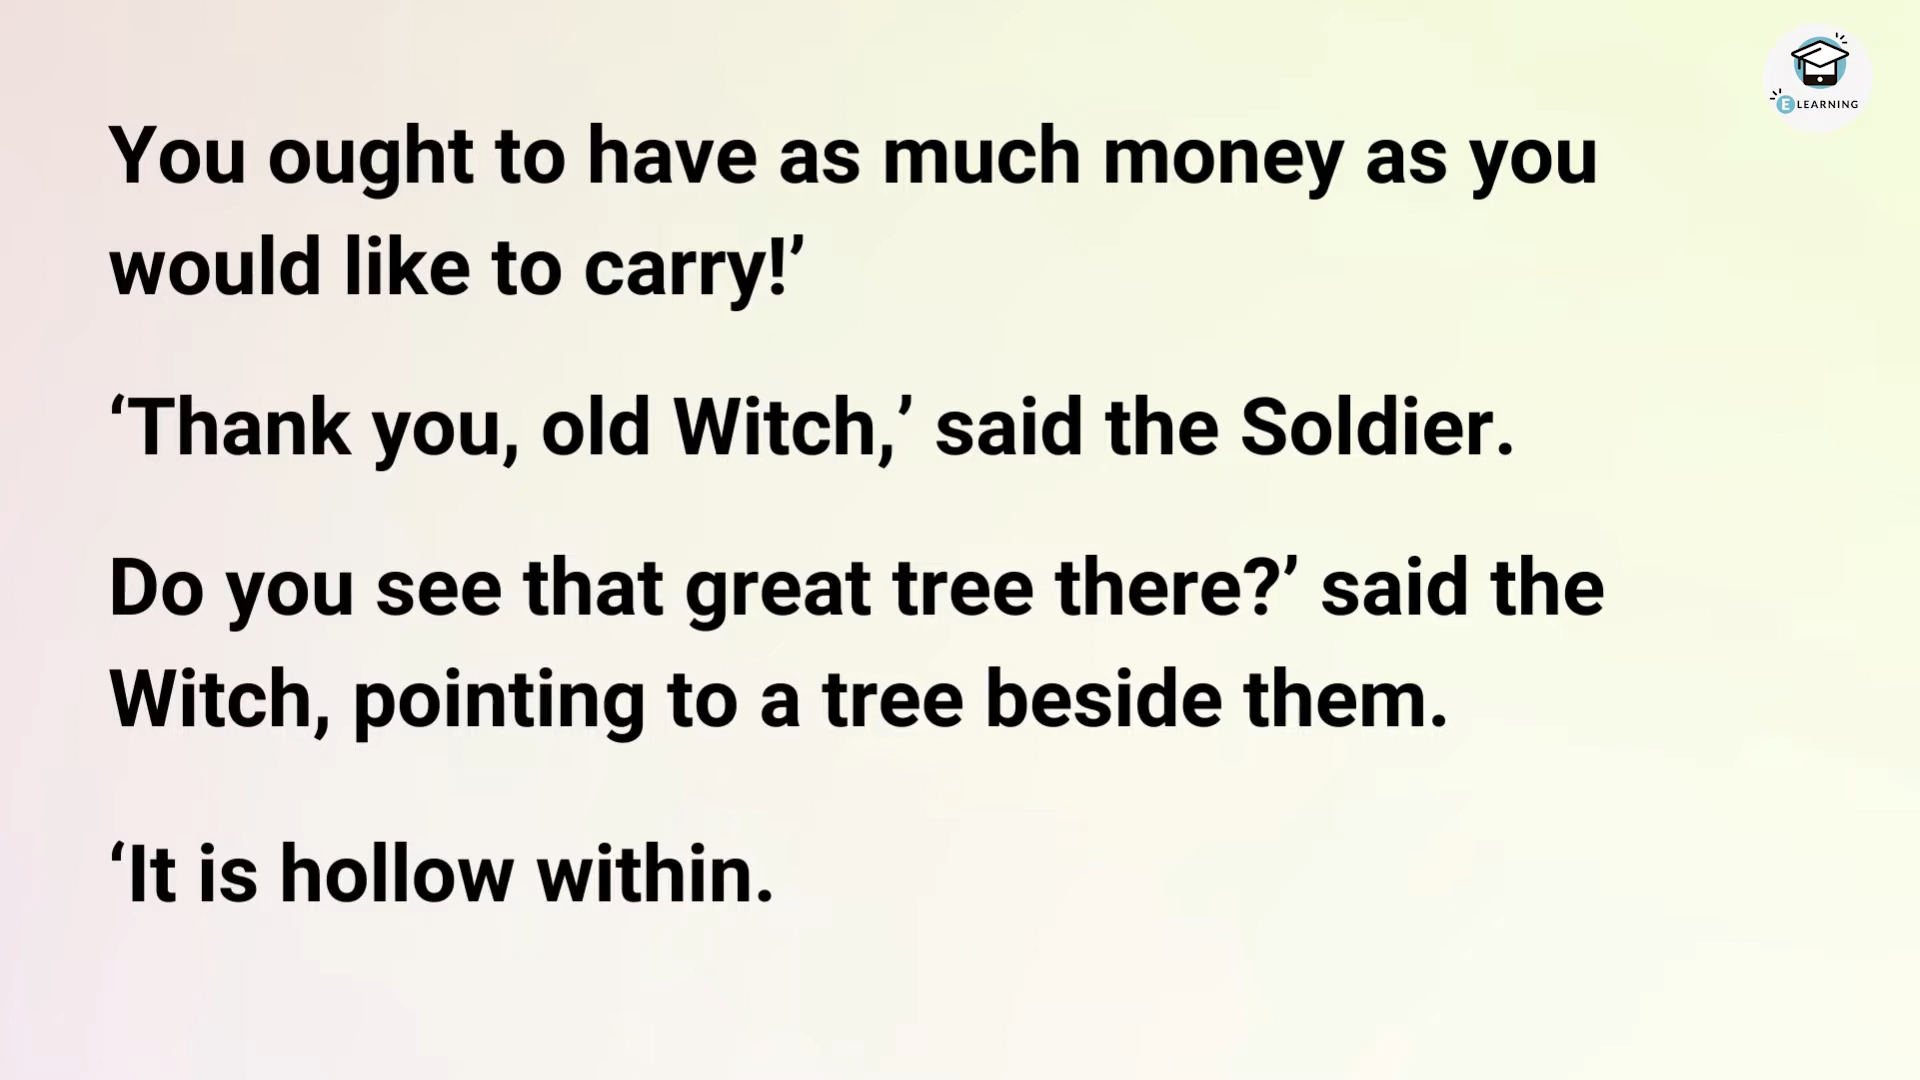 E LEARNING
You ought to have as much money as you
would like to carry!’
‘Thank you, old Witch,’ said the Soldier.
Do you see that great tree there?’ said the
Witch, pointing to a tree beside them.
‘It is hollow within.